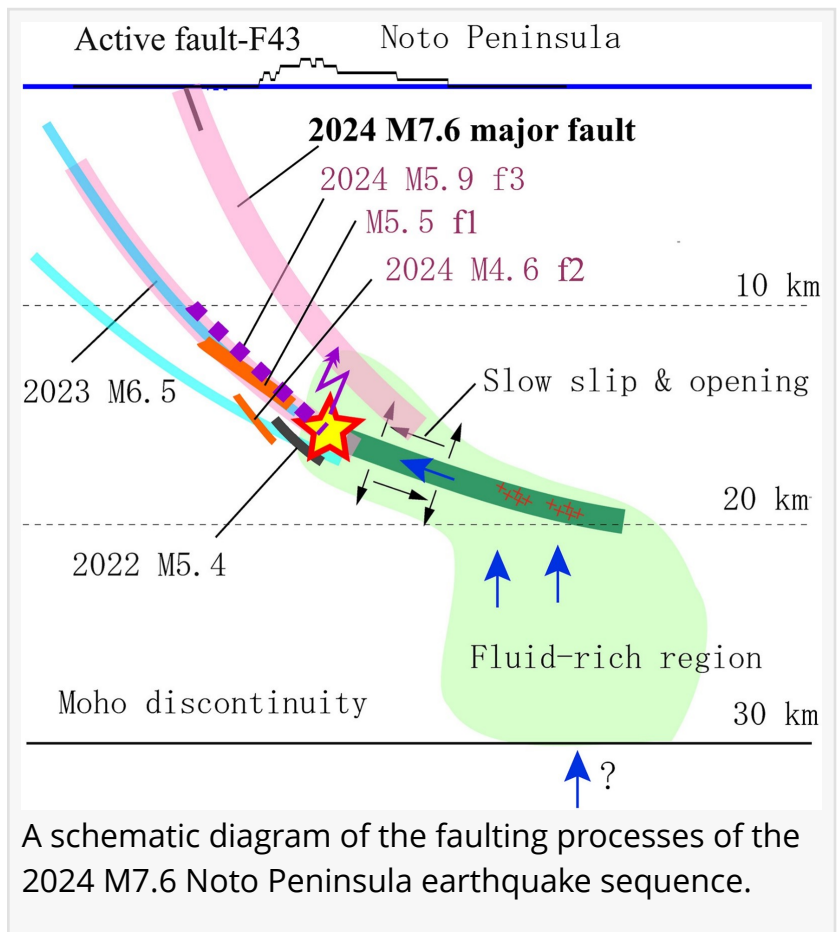 Active fault-F43
Noto Peninsula
2024 M7.6 major fault
2024 M5.9 f3
M5.5 f1
2024 M4.6 f2
10 km
2023 M6.5
Slow slip & opening
20 km
2022 M5.4
Fluid-rich region
Moho discontinuity
30 km
?
A schematic diagram of the faulting processes of the
2024 M7.6 Noto Peninsula earthquake sequence.